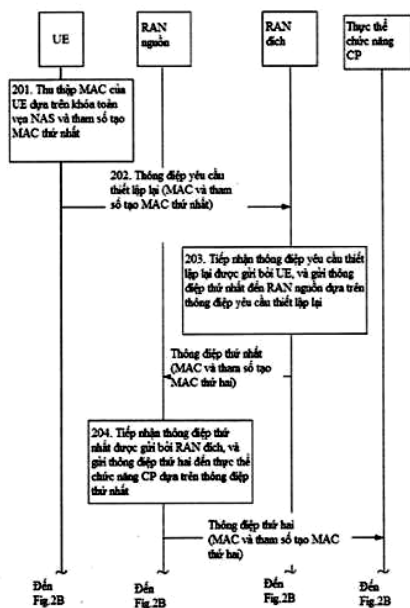 UE
RAN
nguồn
RAN
đích
Thực thể
chức năng
CP
201. Thu thập MAC của
UE dựa trên khóa toàn
vẹn NAS và tham số tạo
MAC thứ nhất
202. Thông điệp yêu cầu
thiết lập lại (MAC và tham
số tạo MAC thứ nhất)
203. Tiếp nhận thông điệp yêu cầu thiết
lập lại được gửi bởi UE, và gửi thông
điệp thứ nhất đến RAN nguồn dựa trên
thông điệp yêu cầu thiết lập lại
Thông điệp thứ nhất
(MAC và tham số tạo
MAC thứ hai)
204. Tiếp nhận thông điệp thứ
nhất được gửi bởi RAN đích, và
gửi thông điệp thứ hai đến thực thể
chức năng CP dựa trên thông điệp
thứ nhất
Thông điệp thứ hai
(MAC và tham số tạo MAC
thứ hai)
Đến
Fig.2B
Đến
Fig.2B
Đến
Fig.2B
Đến
Fig.2B